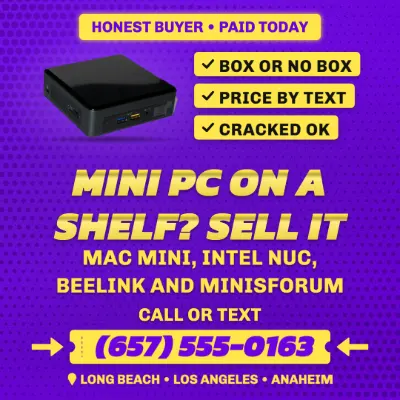 HONEST BUYER • PAID TODAY
BOX OR NO BOX
PRICE BY TEXT
CRACKED OK
MINI PC ON A
SHELF? SELL IT
MAC MINI, INTEL NUC,
BEELINK AND MINISFORUM
CALL OR TEXT
(657) 555-0163
LONG BEACH • LOS ANGELES • ANAHEIM